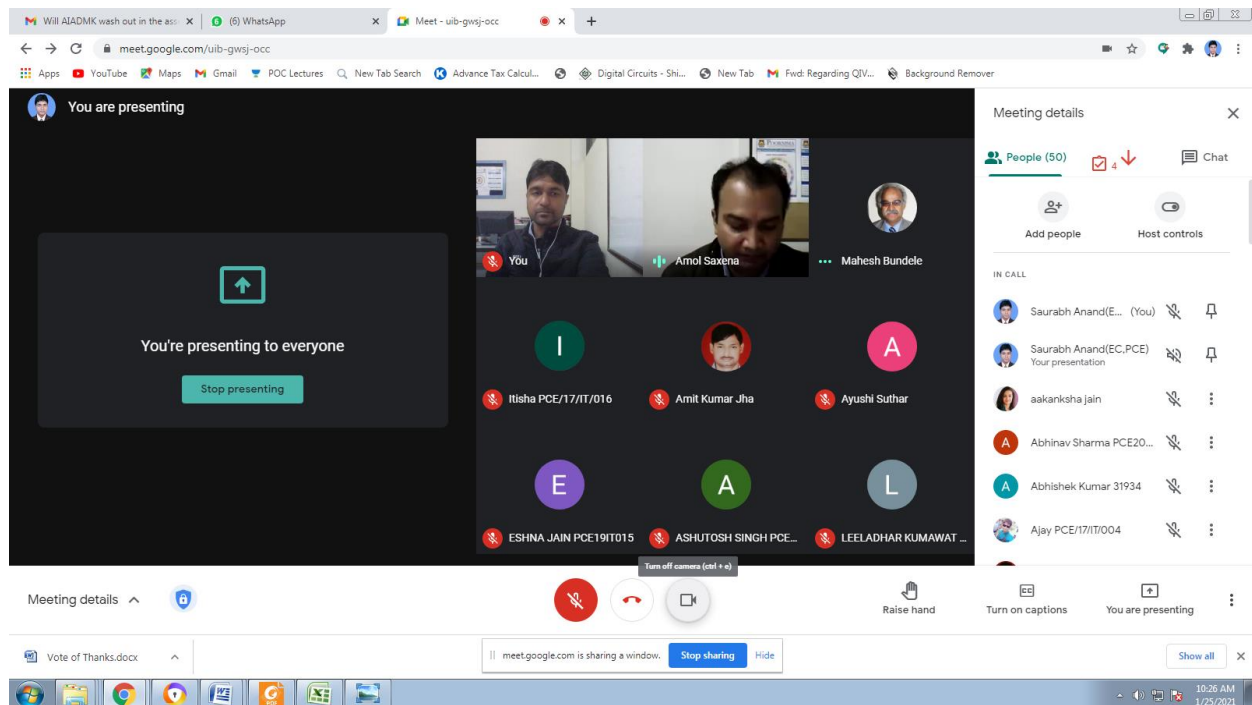 Will AIADMK wash out in the ass
(6) WhatsApp
Meet - uib-gwsj-occ
meet.google.com/uib-gwsj-occ
Apps YouTube Maps Gmail POC Lectures New Tab Search Advance Tax Calcul... Digital Circuits - Shi... New Tab Fwd: Regarding QIV... Background Remover
You are presenting
You're presenting to everyone
Stop presenting
You
Amol Saxena
Mahesh Bundele
I
A
Itisha PCE/17/IT/016
Amit Kumar Jha
Ayushi Suthar
E
A
L
ESHNA JAIN PCE19IT015
ASHUTOSH SINGH PCE...
LEELADHAR KUMAWAT ...
Turn off camera (ctrl + e)
Meeting details
People (50)
4
Chat
Add people
Host controls
IN CALL
Saurabh Anand(E... (You)
Saurabh Anand(EC,PCE)
Your presentation
aakanksha jain
A Abhinav Sharma PCE20...
A Abhishek Kumar 31934
Ajay PCE/17/IT/004
Meeting details
Raise hand
CC
Turn on captions
You are presenting
Vote of Thanks.docx
meet.google.com is sharing a window. Stop sharing Hide
Show all
10:26 AM
1/25/2021